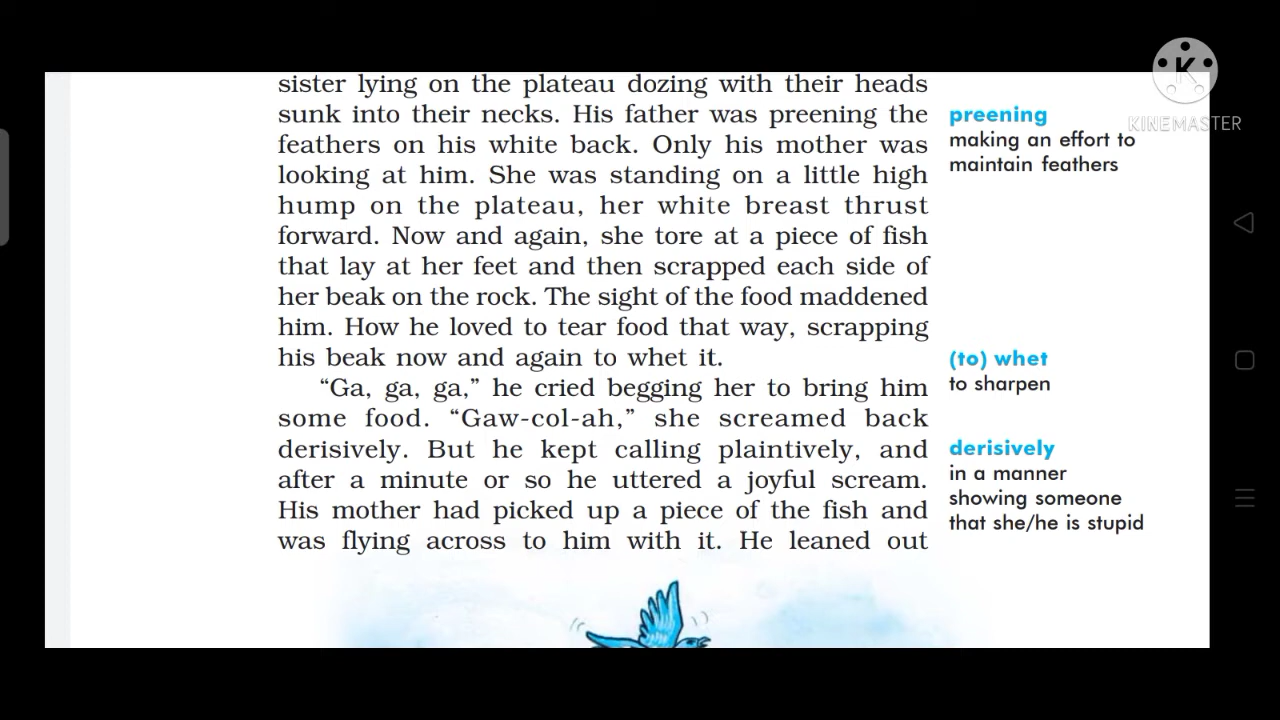 sister lying on the plateau dozing with their heads
sunk into their necks. His father was preening the
feathers on his white back. Only his mother was
looking at him. She was standing on a little high
hump on the plateau, her white breast thrust
forward. Now and again, she tore at a piece of fish
that lay at her feet and then scrapped each side of
her beak on the rock. The sight of the food maddened
him. How he loved to tear food that way, scrapping
his beak now and again to whet it.
“Ga, ga, ga,” he cried begging her to bring him
some food. “Gaw-col-ah,” she screamed back
derisively. But he kept calling plaintively, and
after a minute or so he uttered a joyful scream.
His mother had picked up a piece of the fish and
was flying across to him with it. He leaned out
preening
making an effort to
maintain feathers
(to) whet
to sharpen
derisively
in a manner
showing someone
that she/he is stupid
K
KINEMASTER